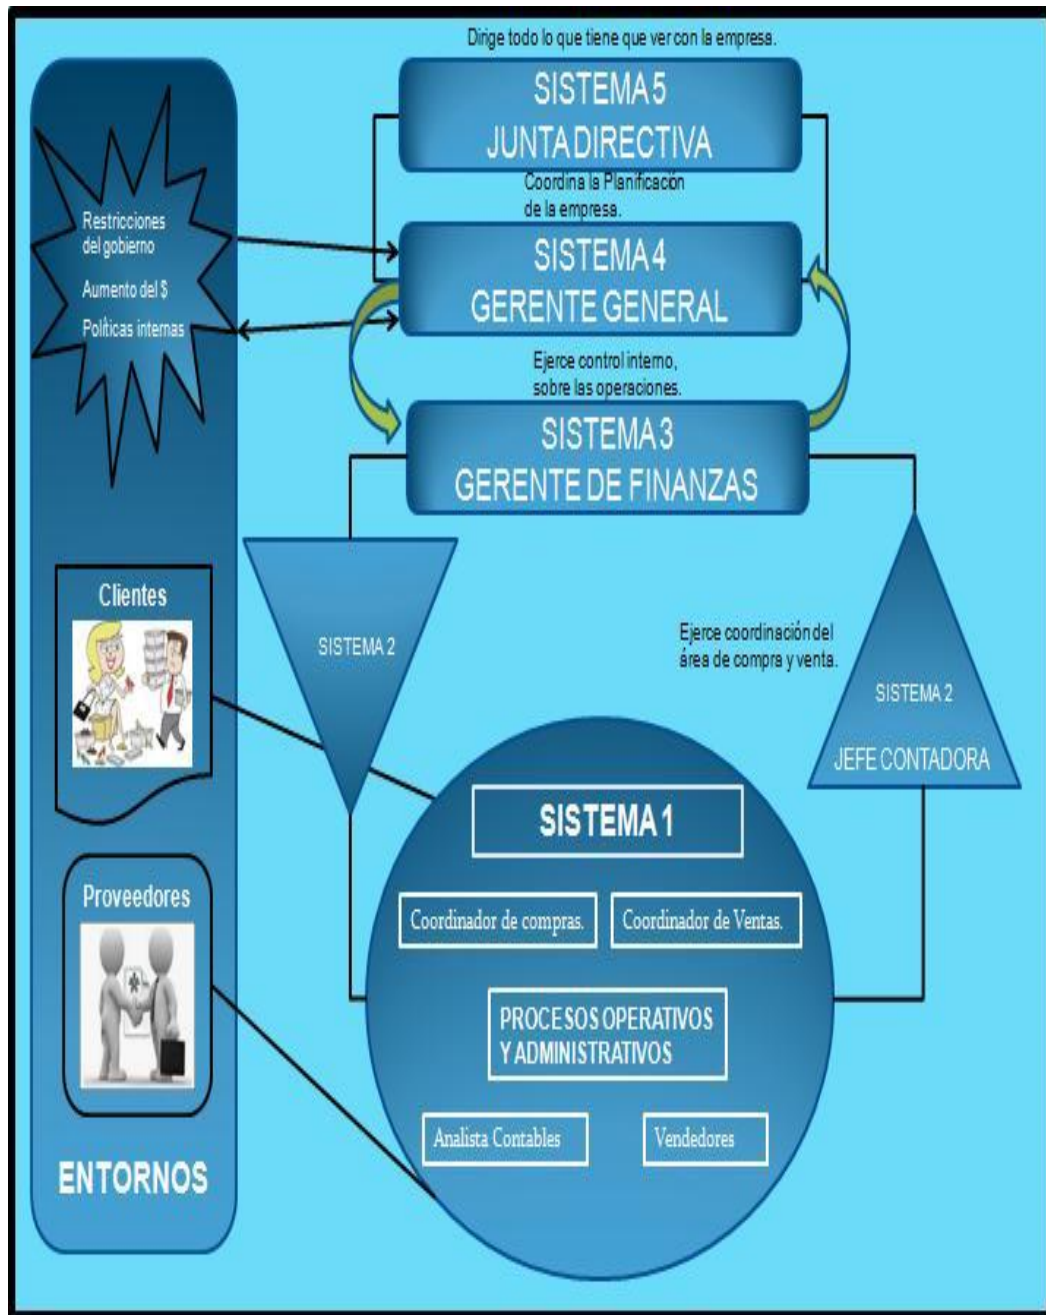 Dirige todo lo que tiene que ver con la empresa.
SISTEMA 5
JUNTA DIRECTIVA
Coordina la Planificación
de la empresa.
SISTEMA 4
GERENTE GENERAL
Ejerce control interno,
sobre las operaciones.
SISTEMA 3
GERENTE DE FINANZAS
Restricciones
del gobierno
Aumento del $
Políticas internas
Clientes
Proveedores
ENTORNOS
SISTEMA 2
Ejerce coordinación del
área de compra y venta.
SISTEMA 2
JEFE CONTADORA
SISTEMA 1
Coordinador de compras.
Coordinador de Ventas.
PROCESOS OPERATIVOS
Y ADMINISTRATIVOS
Analista Contables
Vendedores